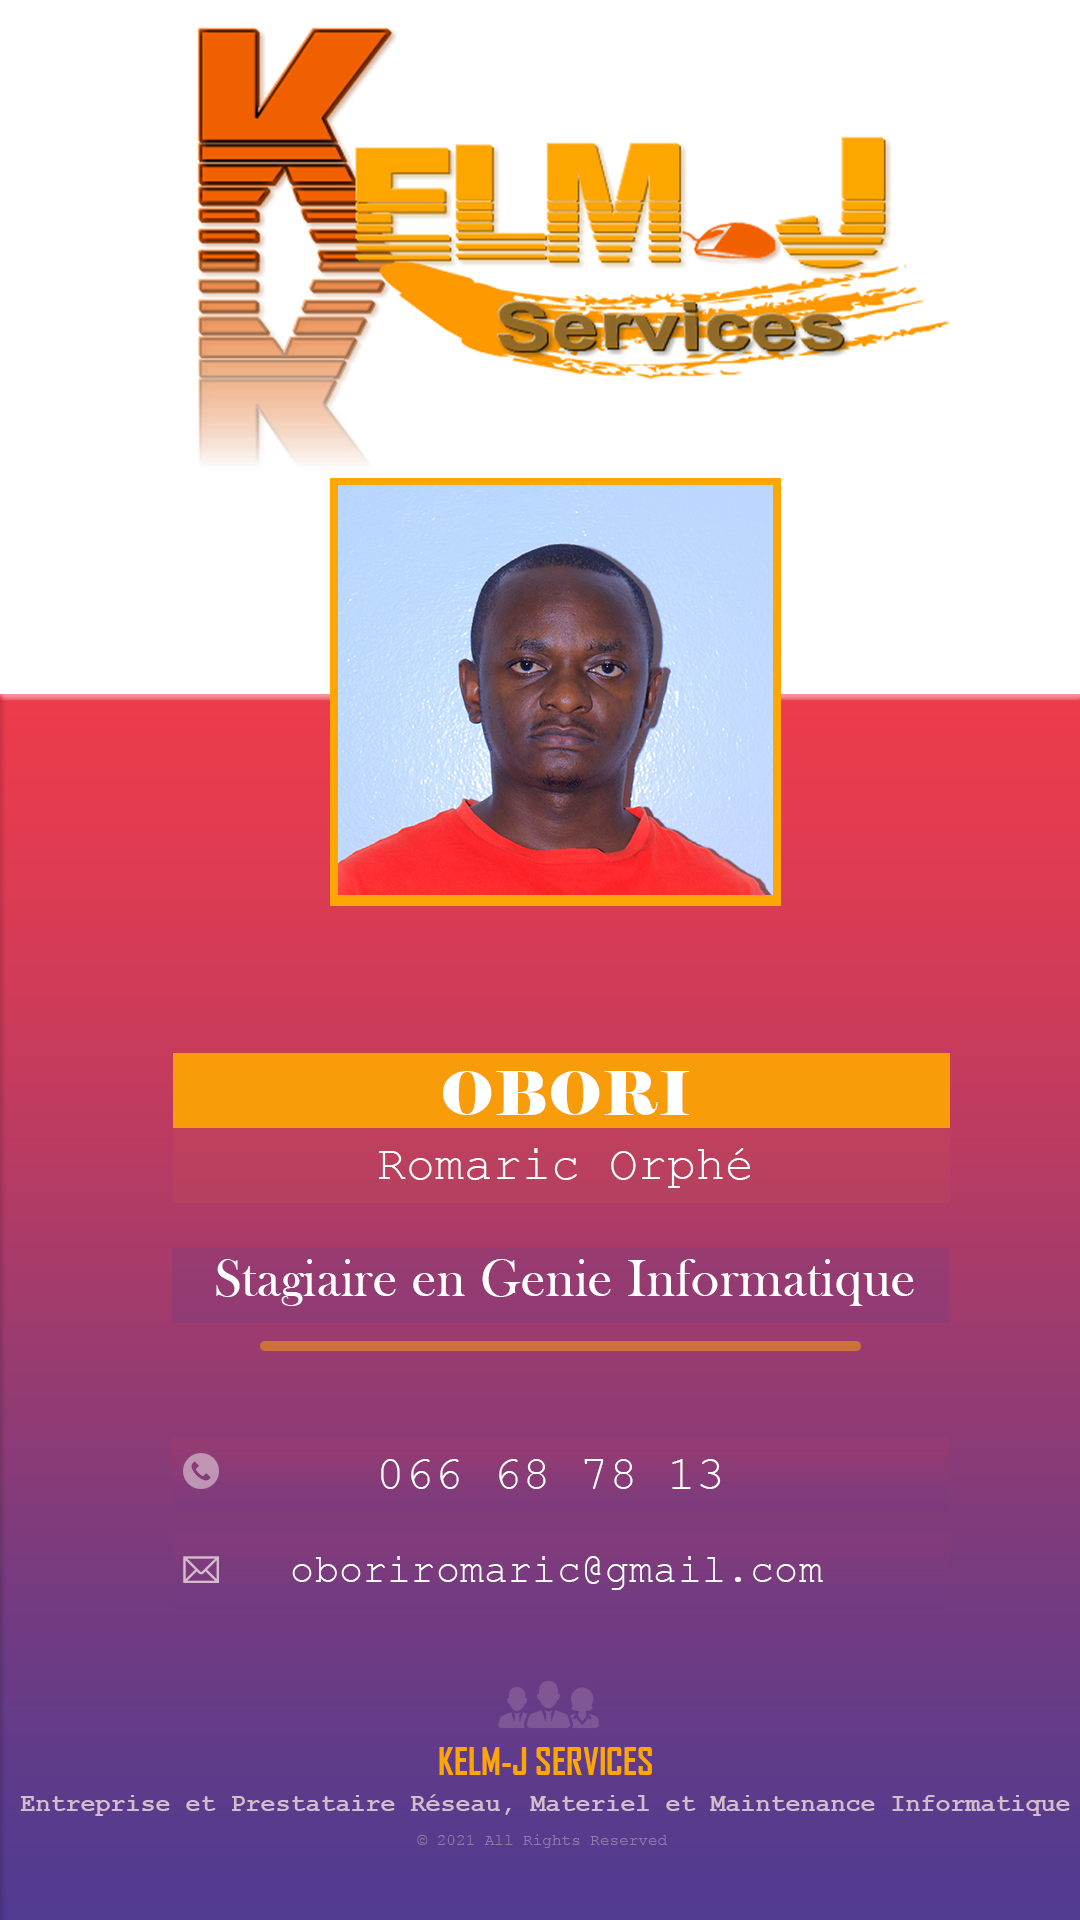 KELM-J
Services
OBORI
Romaric Orphé
Stagiaire en Genie Informatique
066 68 78 13
oboriromaric@gmail.com
KELM-J SERVICES
Entreprise et Prestataire Réseau, Materiel et Maintenance Informatique
© 2021 All Rights Reserved